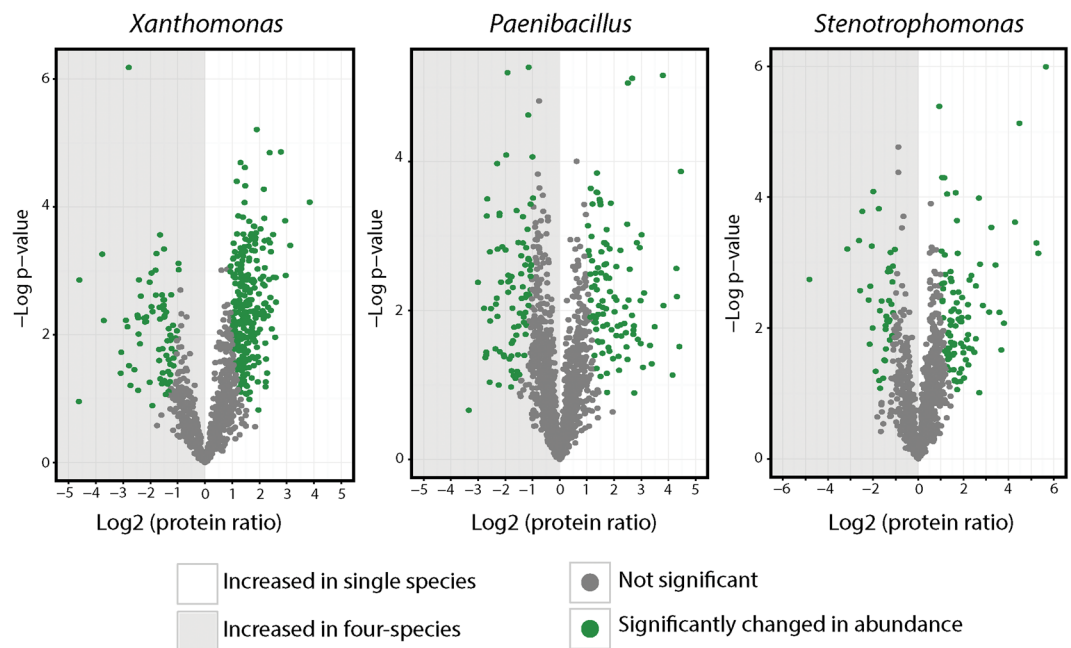 Xanthomonas Paenibacillus Stenotrophomonas
6
4
2
0
−Log p−value
−5 −4 −3 −2 −1 0 1 2 3 4 5
Log2 (protein ratio)
4
2
0
−Log p−value
−5 −4 −3 −2 −1 0 1 2 3 4 5
Log2 (protein ratio)
6
4
2
0
−Log p−value
−6 −4 −2 0 2 4 6
Log2 (protein ratio)
Increased in single species
Increased in four-species
Not significant
Significantly changed in abundance